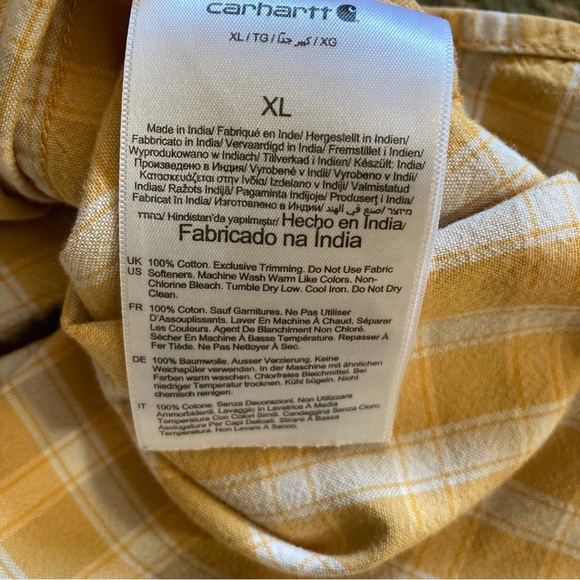 carhartt
XL / TG / كبير جدًا / XG
XL
Made in India/ Fabriqué en Inde/ Hergestellt in Indien/
Fabbricato in India/ Vervaardigd in India/ Fremstillet i Indien/
Wyprodukowano w Indiach/ Tillverkad i Indien/ Készült: India/
Произведено в Индия/ Vyrobené v Indii/ Vyrobeno v Indii/
Κατασκευάζεται στην Ινδία/ Izdelano v Indiji/ Valmistatud
Indias/ Ražots Indijā/ Pagaminta Indijoje/ Produsert i India/
Fabricat în India/ Изготовлено в Индии/ صنع في الهند/ מיוצר
בהודו/ Hindistan'da yapılmıştır/ Hecho en India/
Fabricado na Índia
UK 100% Cotton. Exclusive Trimming. Do Not Use Fabric
US Softeners. Machine Wash Warm Like Colors. Non-
Chlorine Bleach. Tumble Dry Low. Cool Iron. Do Not Dry
Clean.
FR 100% Coton. Sauf Garnitures. Ne Pas Utiliser
D'Assouplissants. Laver En Machine À Chaud, Séparer
Les Couleurs. Agent De Blanchiment Non Chloré.
Sécher En Machine À Basse Température. Repasser À
Fer Tiède. Ne Pas Nettoyer À Sec.
DE 100% Baumwolle. Ausser Verzierung. Keine
Weichspüler verwenden. In der Maschine mit ähnlichen
Farben warm waschen. Chlorfreies Bleichmittel. Bei
niedriger Temperatur trocknen. Kühl bügeln. Nicht
chemisch reinigen.
IT 100% Cotone. Senza Decorazioni. Non Utilizzare
Ammorbidenti. Lavaggio In Lavatrice A Media
Temperatura Con Colori Simili. Candeggina Senza Cloro.
Asciugatura Per Capi Delicati. Stirare A Bassa
Temperatura. Non Lavare A Secco.